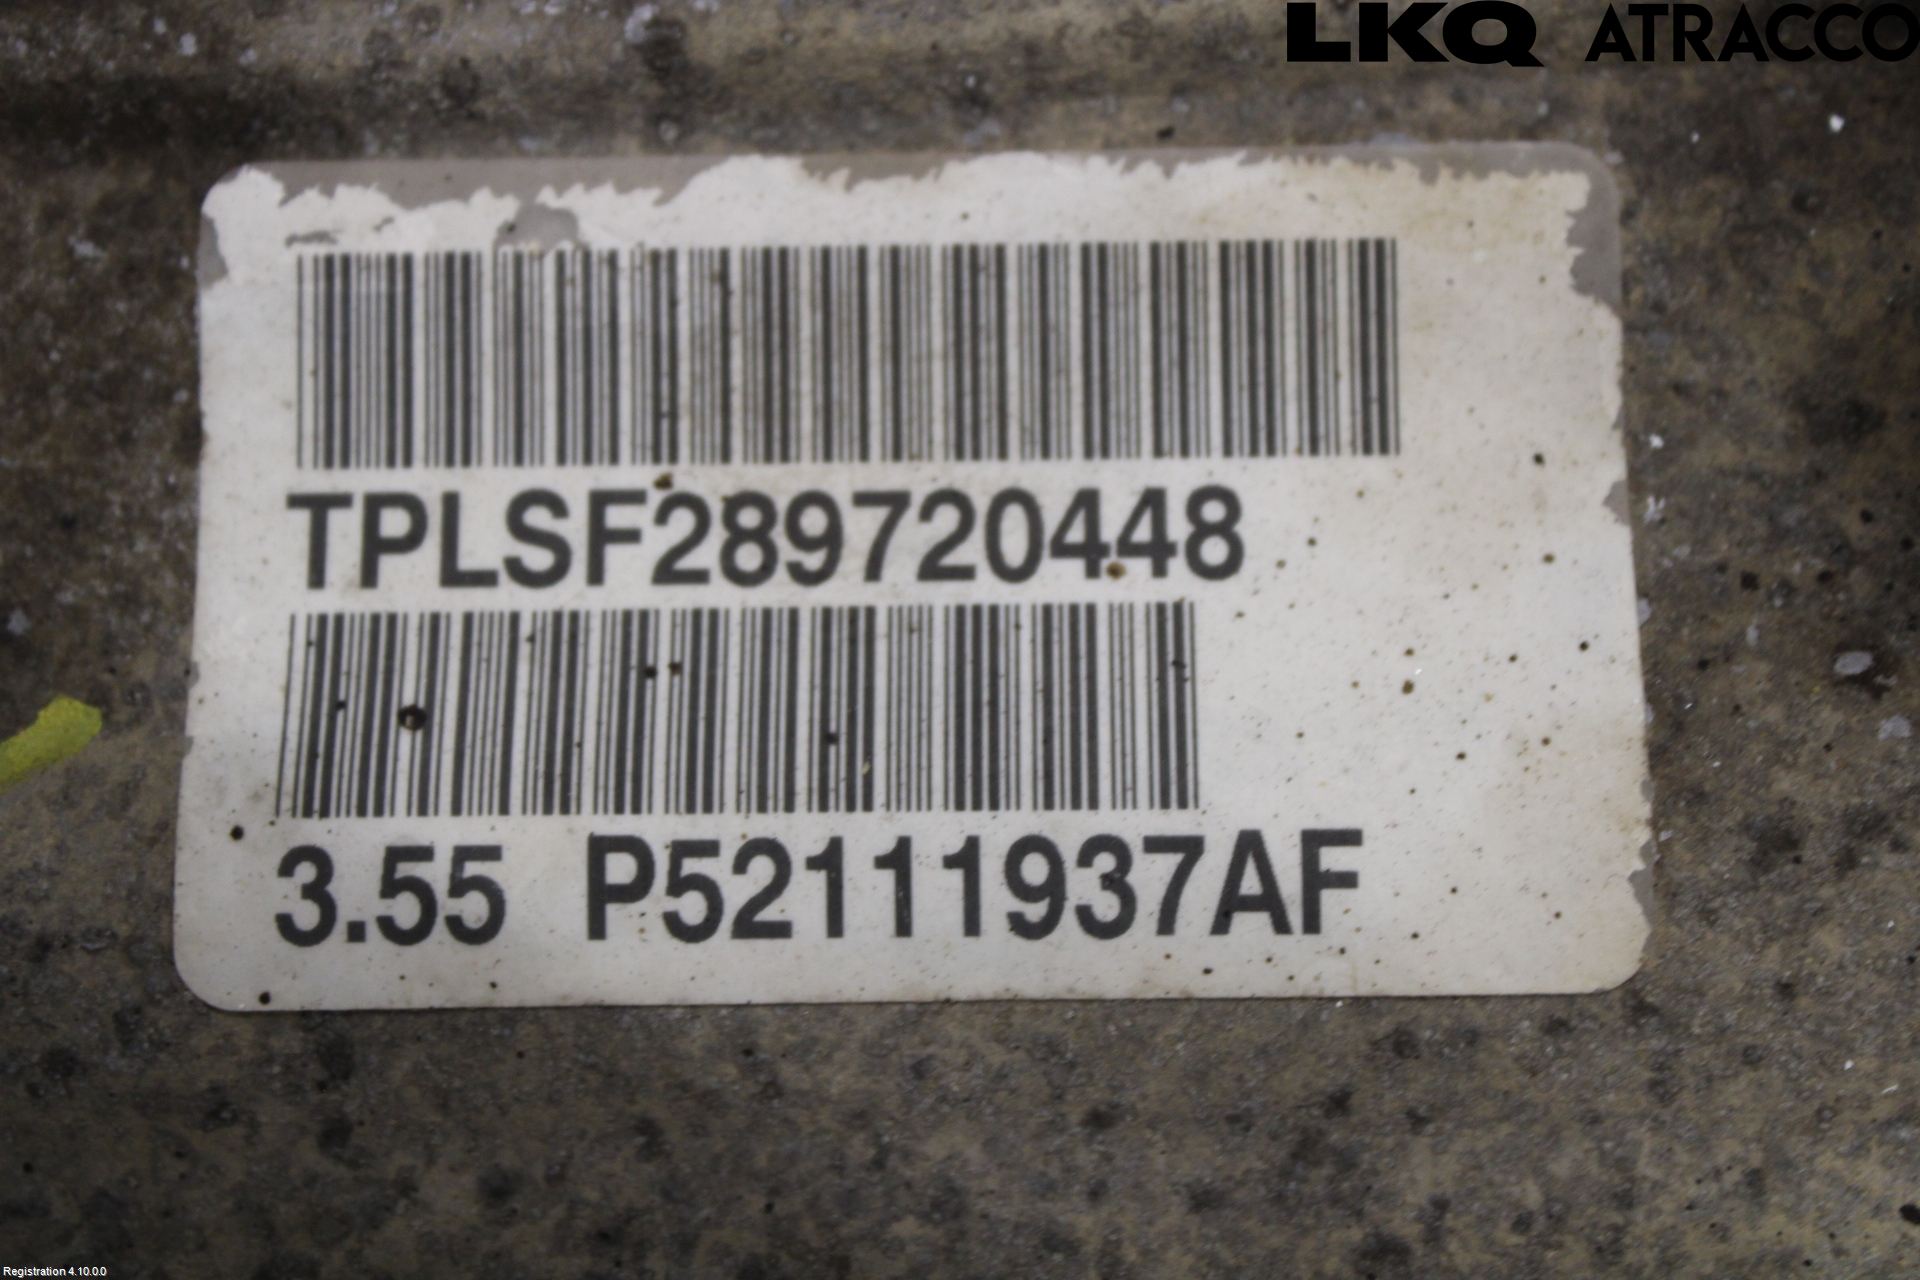 LKQ ATRACCO
TPLSF289720448
3.55 P52111937AF
Registration 4.10.0.0